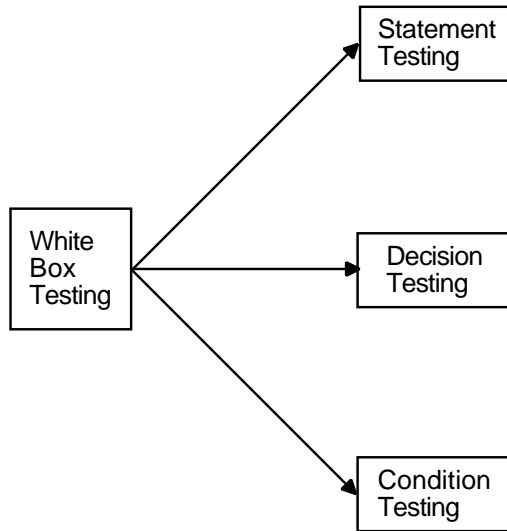 Statement
Testing
White
Box
Testing
Decision
Testing
Condition
Testing